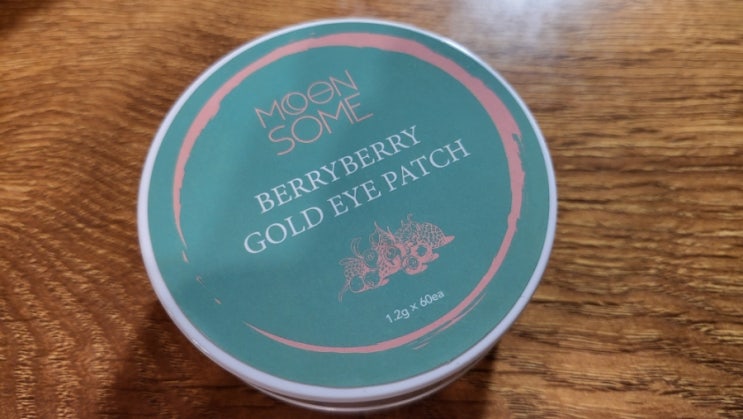 MOON
SOME
BERRYBERRY
GOLD EYE PATCH
1.2g x 60ea